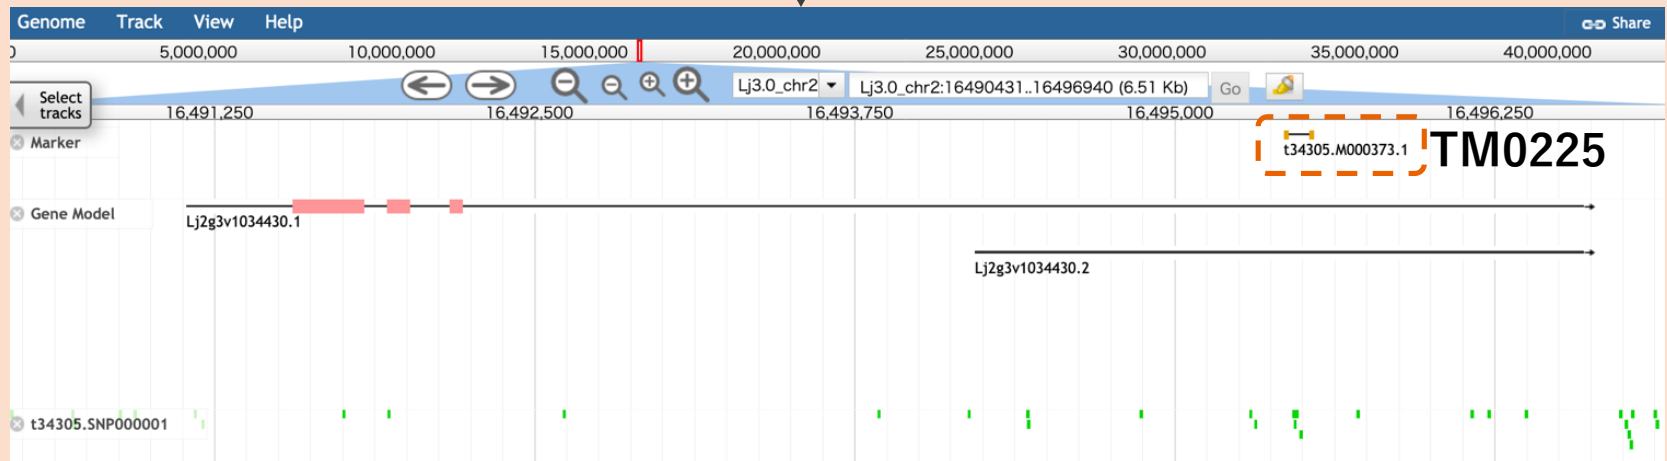 Genome Track View Help Share
0 5,000,000 10,000,000 15,000,000 20,000,000 25,000,000 30,000,000 35,000,000 40,000,000
Select tracks
Lj3.0_chr2 Lj3.0_chr2:16490431..16496940 (6.51 Kb) Go
16,491,250 16,492,500 16,493,750 16,495,000 16,496,250
Marker
t34305.M000373.1 TM0225
Gene Model
Lj2g3v1034430.1
Lj2g3v1034430.2
t34305.SNP000001